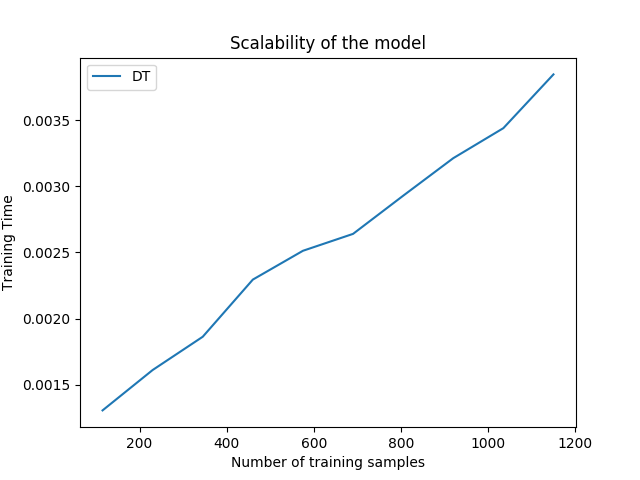 Scalability of the model
DT
Training Time
0.0035
0.0030
0.0025
0.0020
0.0015
200 400 600 800 1000 1200
Number of training samples